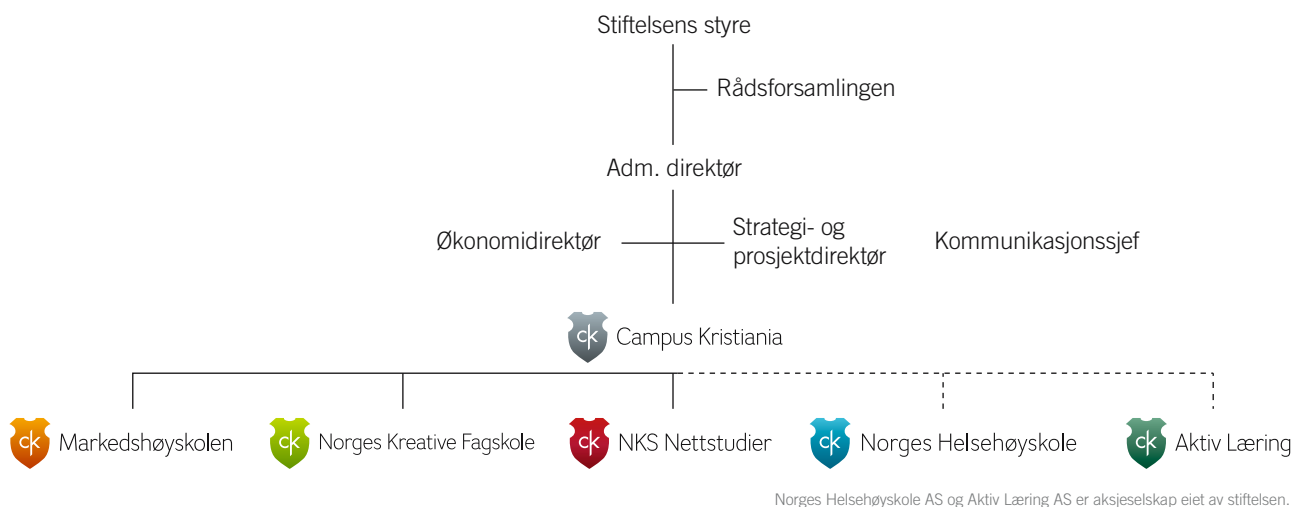 Stiftelsens styre
Rådsforsamlingen
Adm. direktør
Økonomidirektør
Strategi- og
prosjektdirektør
Kommunikasjonssjef
ck Campus Kristiania
ck Markedshøyskolen
ck Norges Kreative Fagskole
ck NKS Nettstudier
ck Norges Helsehøyskole
ck Aktiv Læring
Norges Helsehøyskole AS og Aktiv Læring AS er aksjeselskap eiet av stiftelsen.